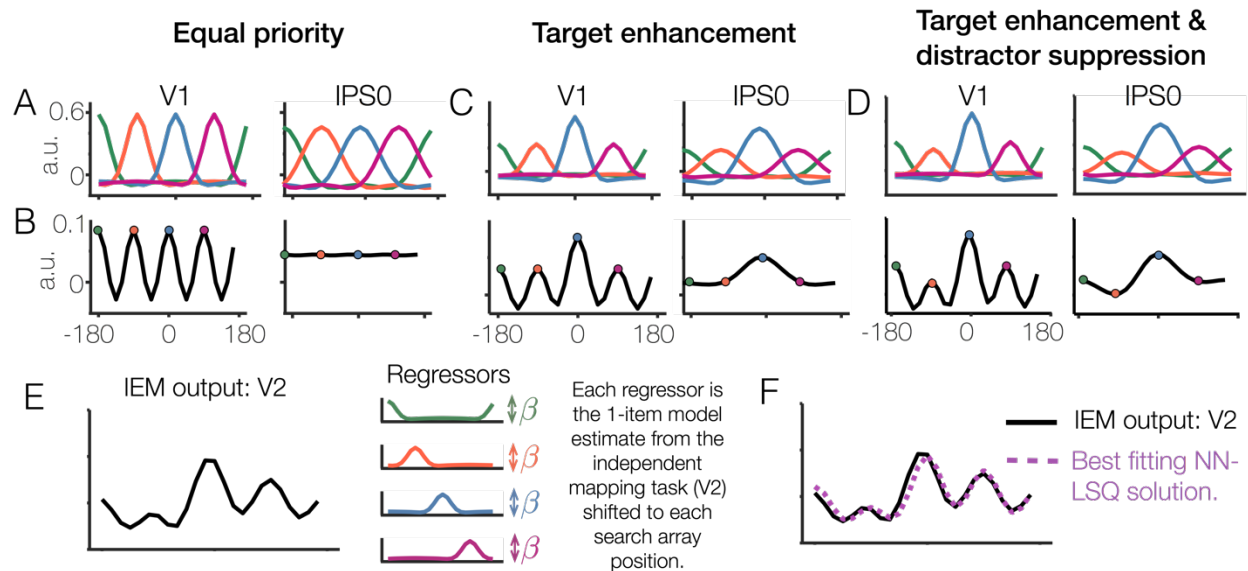 Equal priority
Target enhancement
Target enhancement &
distractor suppression
A
V1
IPS0
C
V1
IPS0
D
V1
IPS0
0.6
a.u.
0
B
0.1
a.u.
0
-180
0
180
-180
0
180
-180
0
180
E
IEM output: V2
Regressors
β
β
β
β
Each regressor is
the 1-item model
estimate from the
independent
mapping task (V2)
shifted to each
search array
position.
F
IEM output: V2
Best fitting NN-
LSQ solution.